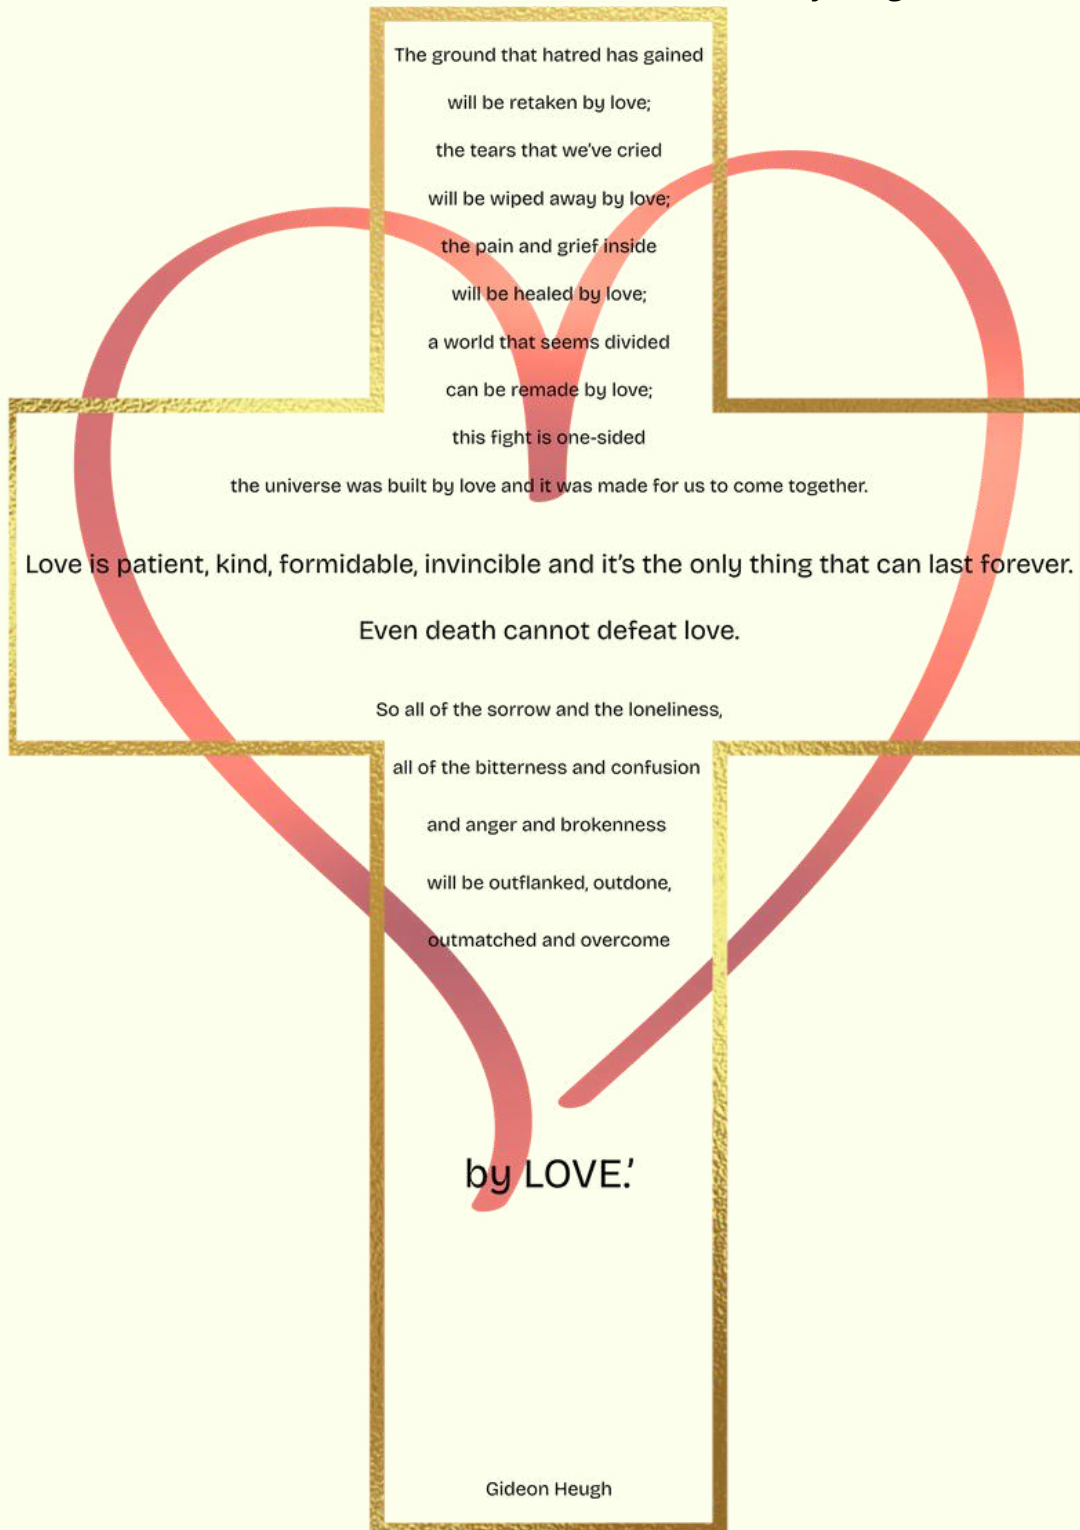 The ground that hatred has gained
will be retaken by love;
the tears that we've cried
will be wiped away by love;
the pain and grief inside
will be healed by love;
a world that seems divided
can be remade by love;
this fight is one-sided
the universe was built by love and it was made for us to come together.
Love is patient, kind, formidable, invincible and it's the only thing that can last forever.
Even death cannot defeat love.
So all of the sorrow and the loneliness,
all of the bitterness and confusion
and anger and brokenness
will be outflanked, outdone,
outmatched and overcome
by LOVE.'
Gideon Heugh